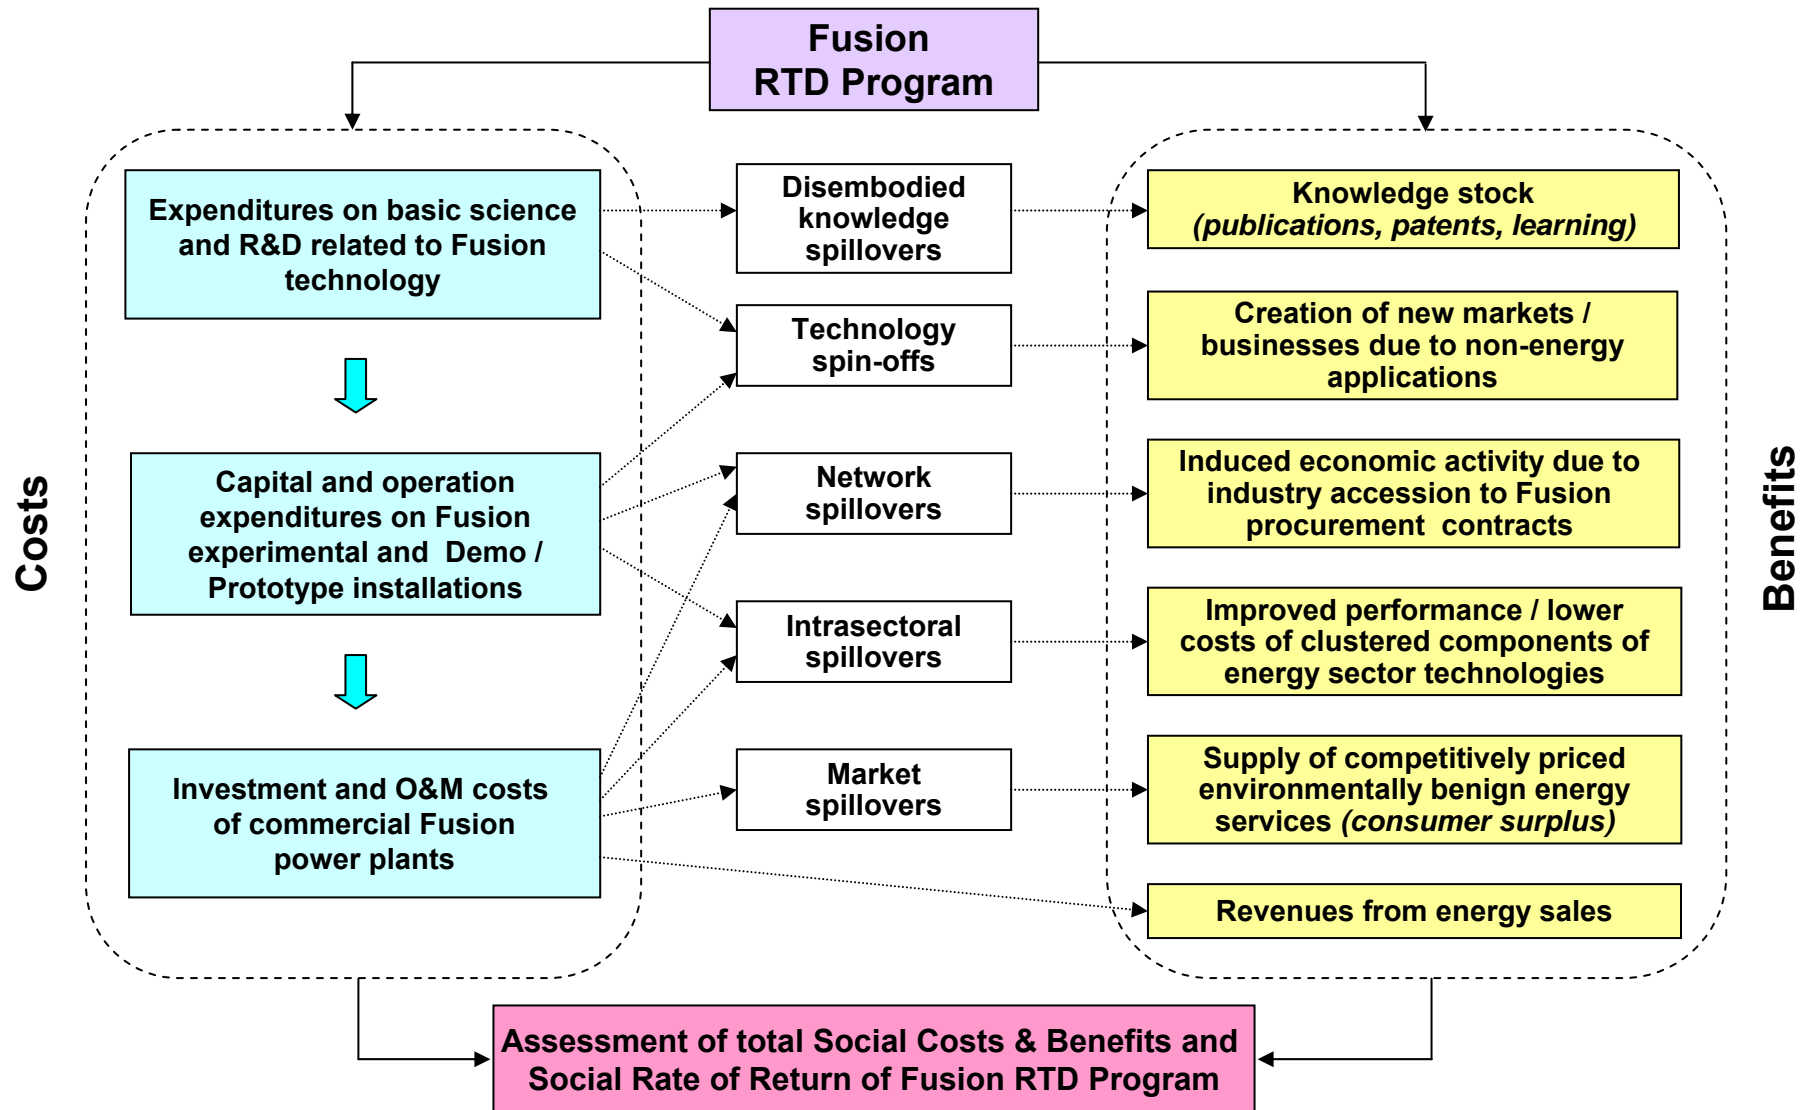 Fusion
RTD Program
Costs
Expenditures on basic science
and R&D related to Fusion
technology
Capital and operation
expenditures on Fusion
experimental and Demo /
Prototype installations
Investment and O&M costs
of commercial Fusion
power plants
Disembodied
knowledge
spillovers
Technology
spin-offs
Network
spillovers
Intrasectoral
spillovers
Market
spillovers
Knowledge stock
(publications, patents, learning)
Creation of new markets /
businesses due to non-energy
applications
Induced economic activity due to
industry accession to Fusion
procurement contracts
Improved performance / lower
costs of clustered components of
energy sector technologies
Supply of competitively priced
environmentally benign energy
services (consumer surplus)
Revenues from energy sales
Benefits
Assessment of total Social Costs & Benefits and
Social Rate of Return of Fusion RTD Program